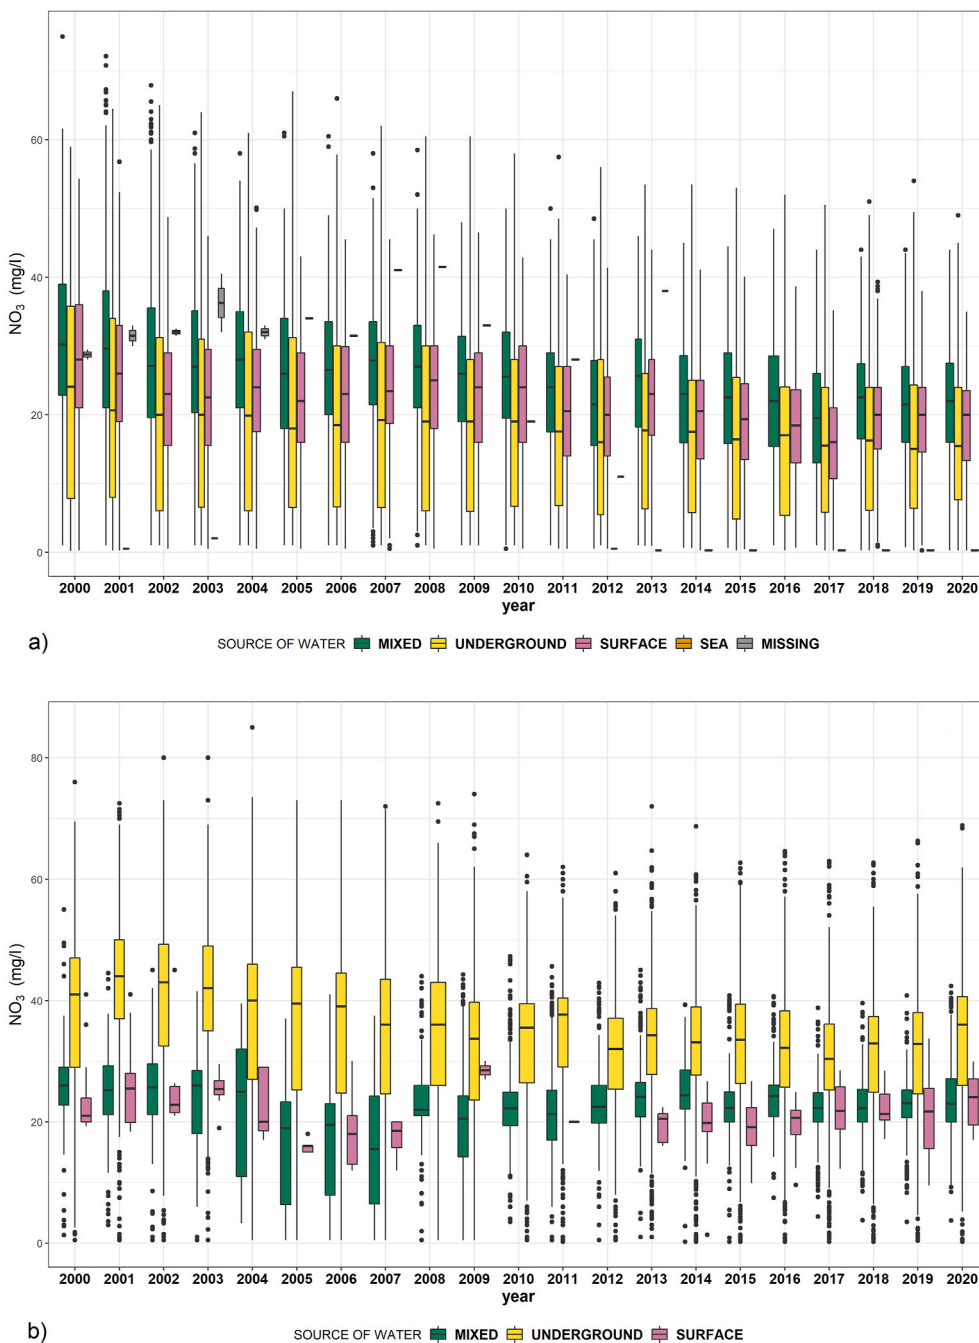 60
40
20
0
NO3 (mg/l)
2000 2001 2002 2003 2004 2005 2006 2007 2008 2009 2010 2011 2012 2013 2014 2015 2016 2017 2018 2019 2020
year
a)
SOURCE OF WATER MIXED UNDERGROUND SURFACE SEA MISSING
80
60
40
20
0
NO3 (mg/l)
2000 2001 2002 2003 2004 2005 2006 2007 2008 2009 2010 2011 2012 2013 2014 2015 2016 2017 2018 2019 2020
year
b)
SOURCE OF WATER MIXED UNDERGROUND SURFACE